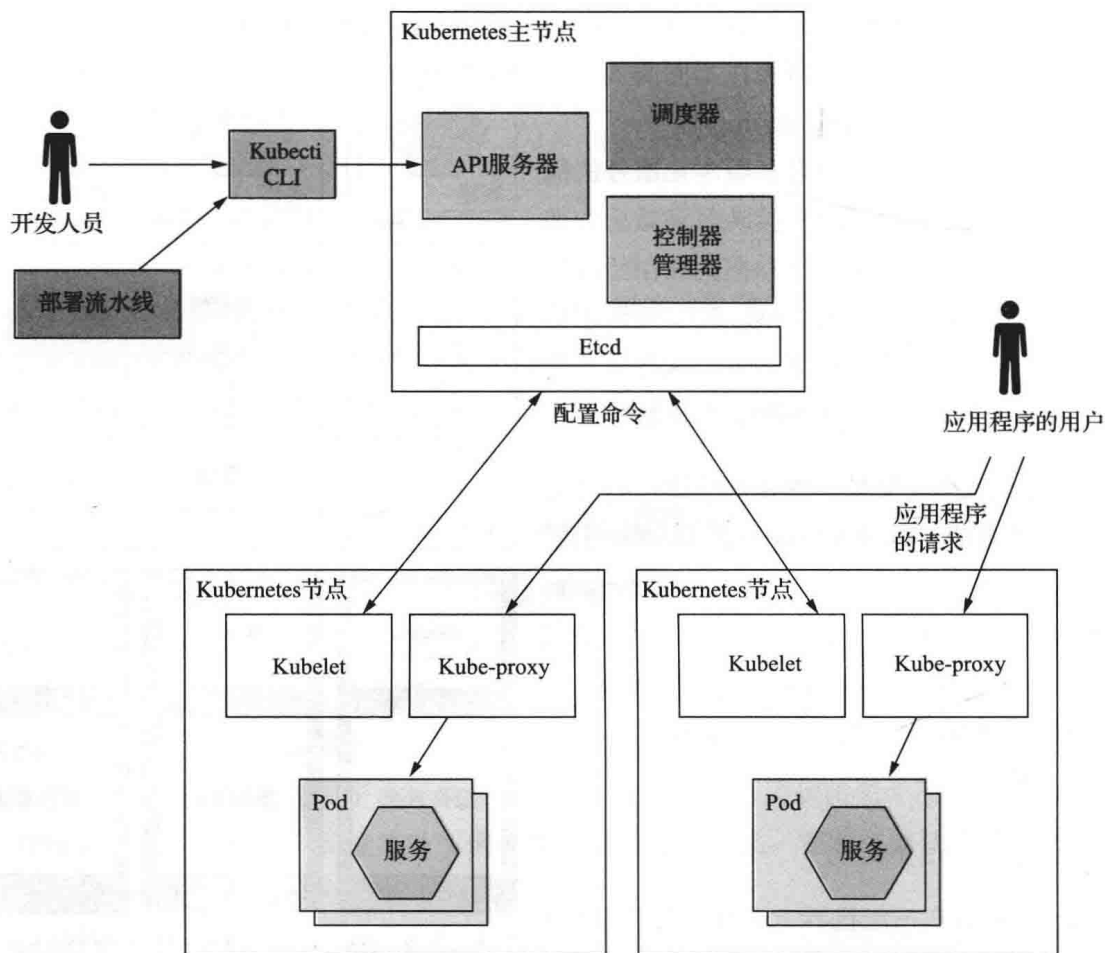 Kubernetes主节点
调度器
Kubecti
CLI
API服务器
开发人员
控制器
管理器
部署流水线
Etcd
配置命令
应用程序的用户
应用程序
的请求
Kubernetes节点
Kubelet
Kube-proxy
Pod
服务
Kubernetes节点
Kubelet
Kube-proxy
Pod
服务